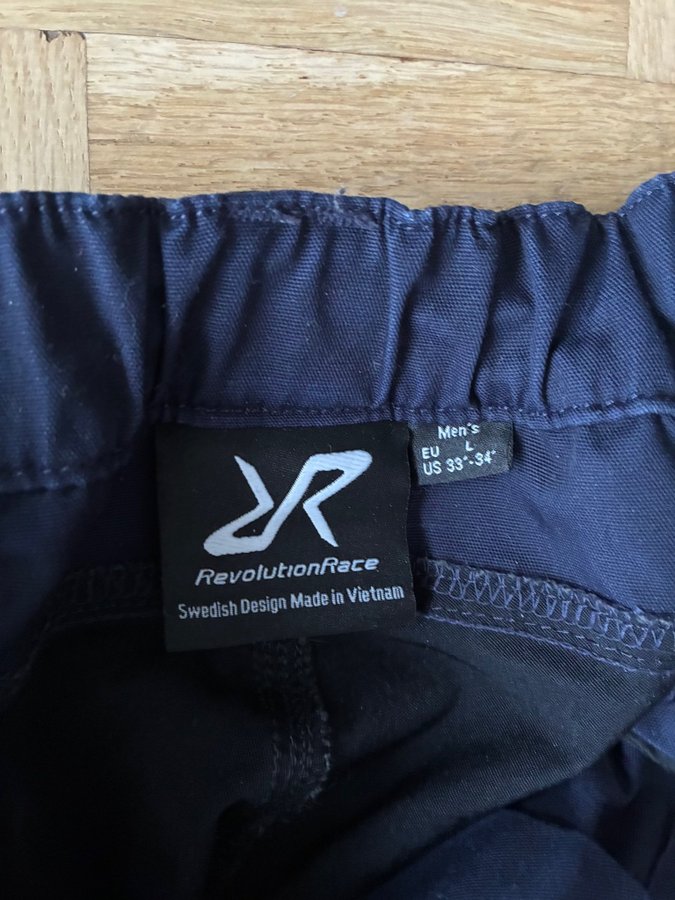 RevolutionRace
Swedish Design Made in Vietnam
Men's
EU L
US 33"-34"